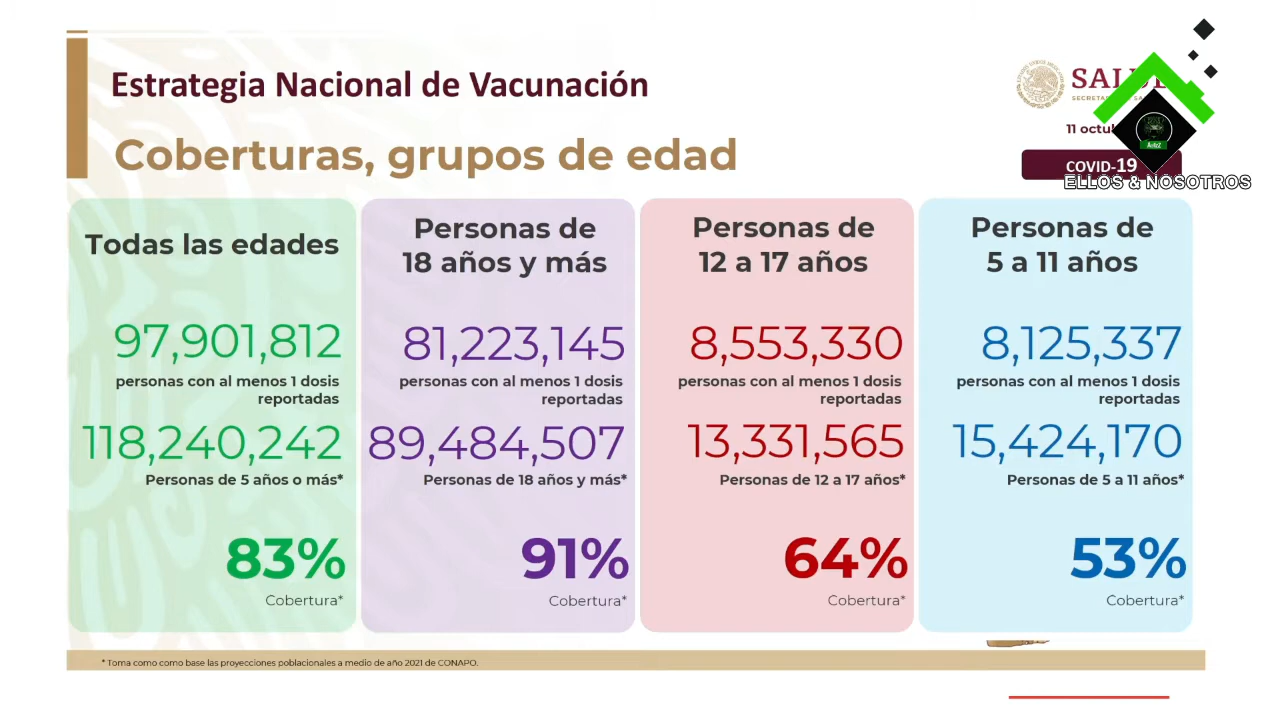 Estrategia Nacional de Vacunación
Coberturas, grupos de edad
11
COVID-19
ELLOS & NOSOTROS
Todas las edades
97,901,812
personas con al menos 1 dosis
reportadas
118,240,242
Personas de 5 años o más*
83%
Cobertura*
Personas de
18 años y más
81,223,145
personas con al menos 1 dosis
reportadas
89,484,507
Personas de 18 años y más*
91%
Cobertura*
Personas de
12 a 17 años
8,553,330
personas con al menos 1 dosis
reportadas
13,331,565
Personas de 12 a 17 años*
64%
Cobertura*
Personas de
5 a 11 años
8,125,337
personas con al menos 1 dosis
reportadas
15,424,170
Personas de 5 a 11 años*
53%
Cobertura*
* Toma como como base las proyecciones poblacionales a medio de año 2021 de CONAPO.